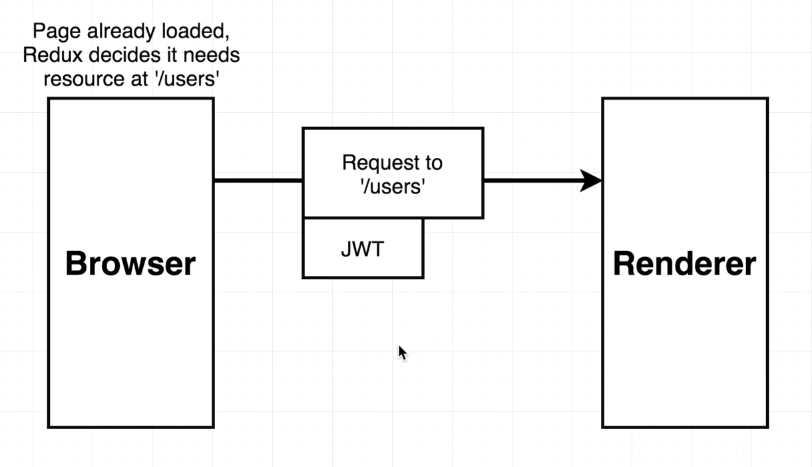 Page already loaded,
Redux decides it needs
resource at '/users'
Request to
'/users'
JWT
Browser
Renderer